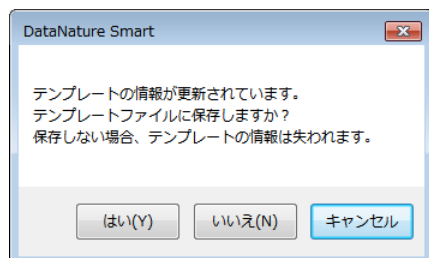 DataNature Smart
テンプレートの情報が更新されています。
テンプレートファイルに保存しますか？
保存しない場合、テンプレートの情報は失われます。
はい(Y) いいえ(N) キャンセル